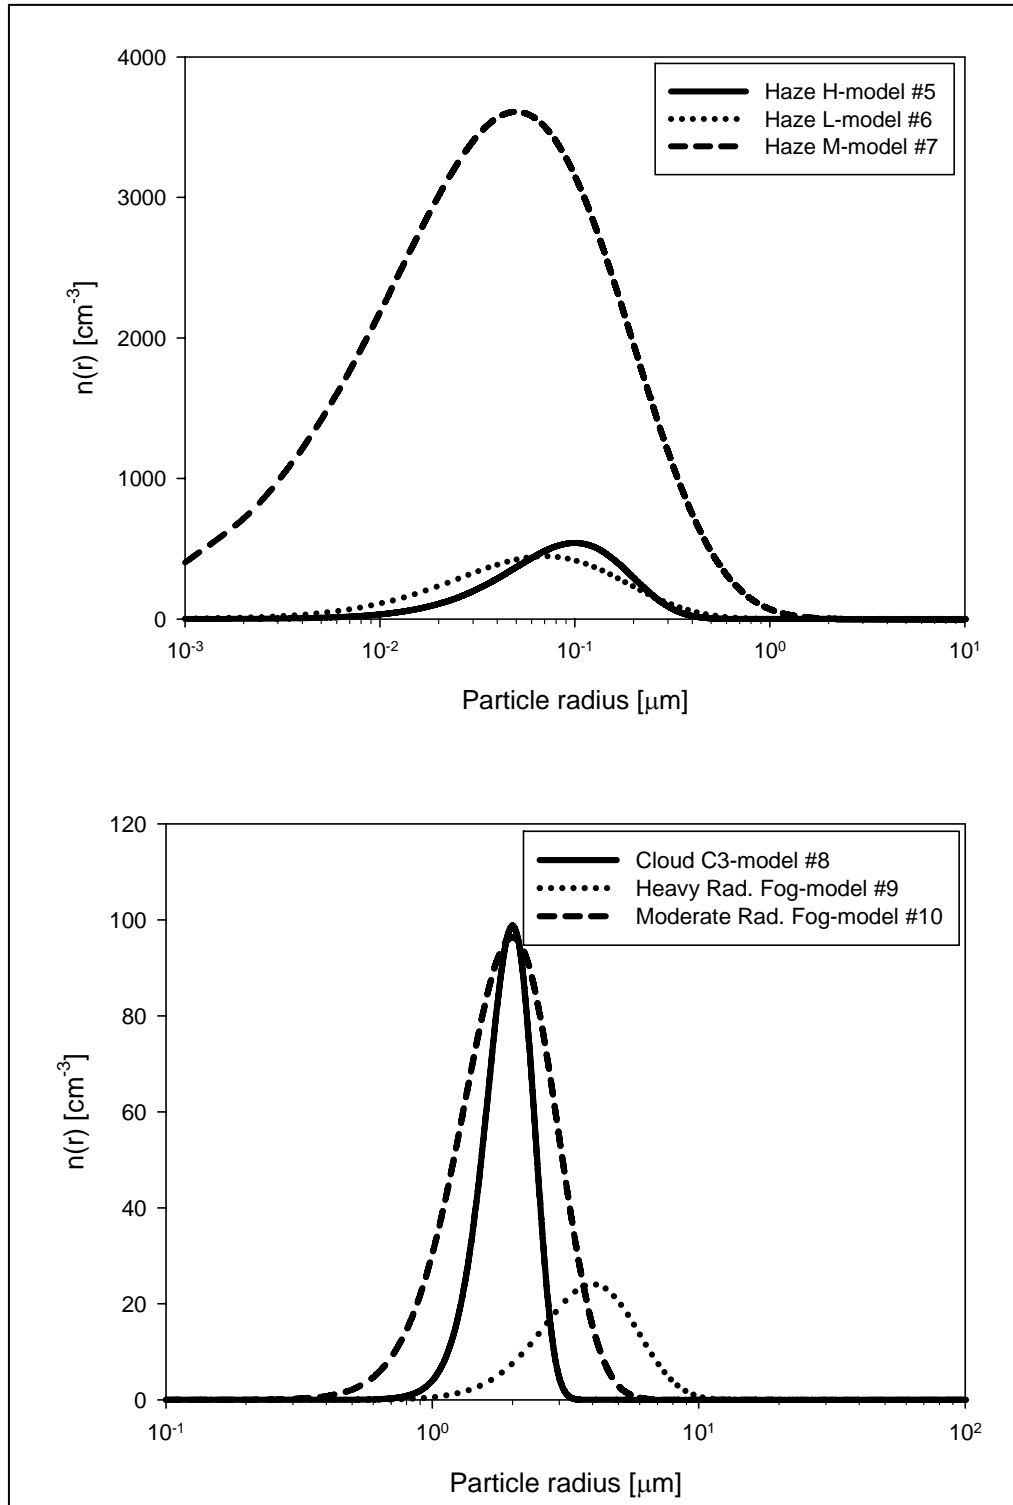 4000
3000
2000
1000
0
n(r) [cm-3]
Haze H-model #5
Haze L-model #6
Haze M-model #7
10-3 10-2 10-1 100 101
Particle radius [μm]
120
100
80
60
40
20
0
n(r) [cm-3]
Cloud C3-model #8
Heavy Rad. Fog-model #9
Moderate Rad. Fog-model #10
10-1 100 101 102
Particle radius [μm]